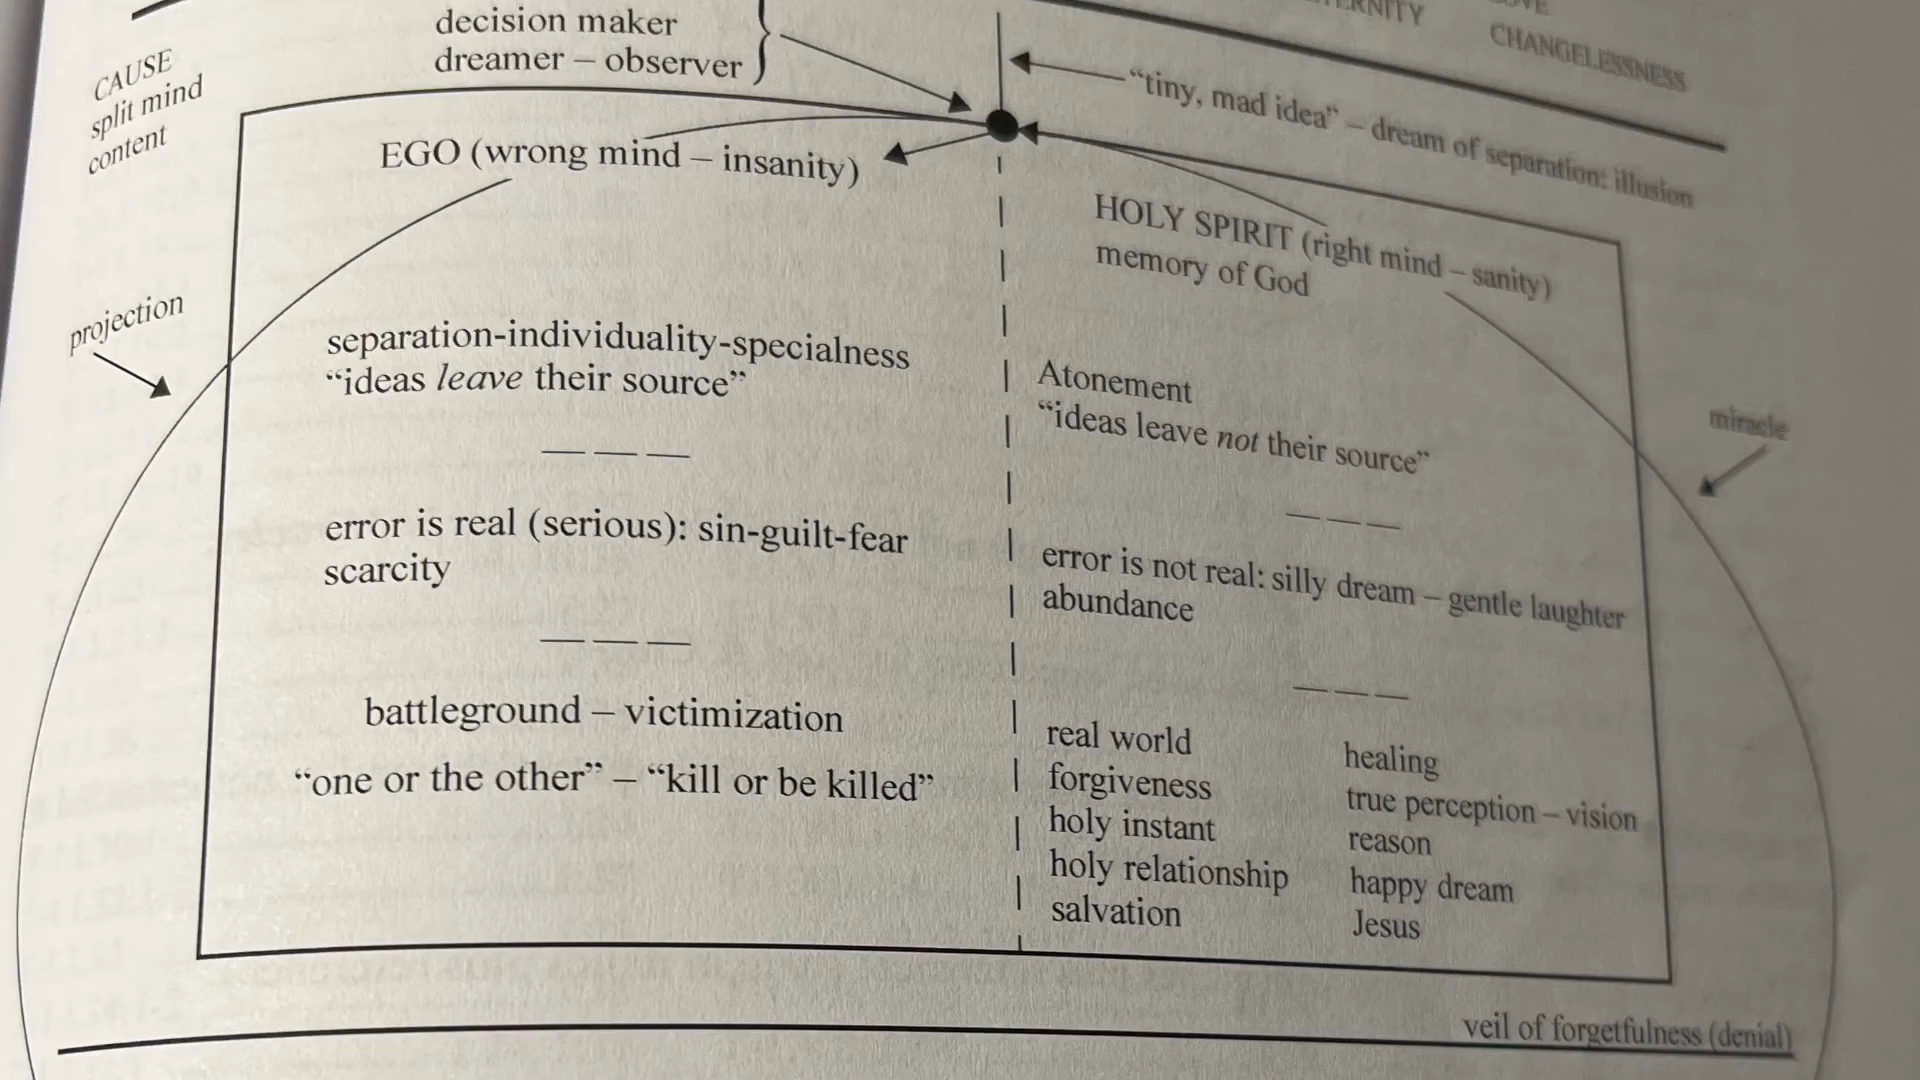 CHANGELESSNESS
decision maker
dreamer – observer
CAUSE
split mind
content
"tiny, mad idea" – dream of separation: illusion
EGO (wrong mind – insanity)
HOLY SPIRIT (right mind – sanity)
memory of God
projection
separation-individuality-specialness
"ideas leave their source"
Atonement
"ideas leave not their source"
miracle
error is real (serious): sin-guilt-fear
scarcity
error is not real: silly dream – gentle laughter
abundance
battleground – victimization
"one or the other" – "kill or be killed"
real world
forgiveness
holy instant
holy relationship
salvation
healing
true perception – vision
reason
happy dream
Jesus
veil of forgetfulness (denial)